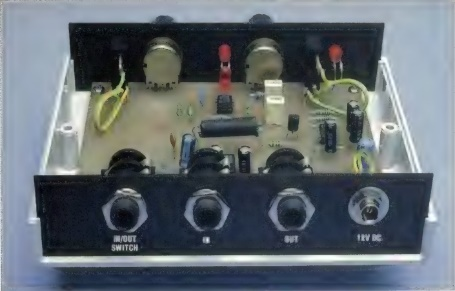 IN/OUT
SWITCH
IN
OUT
12V DC